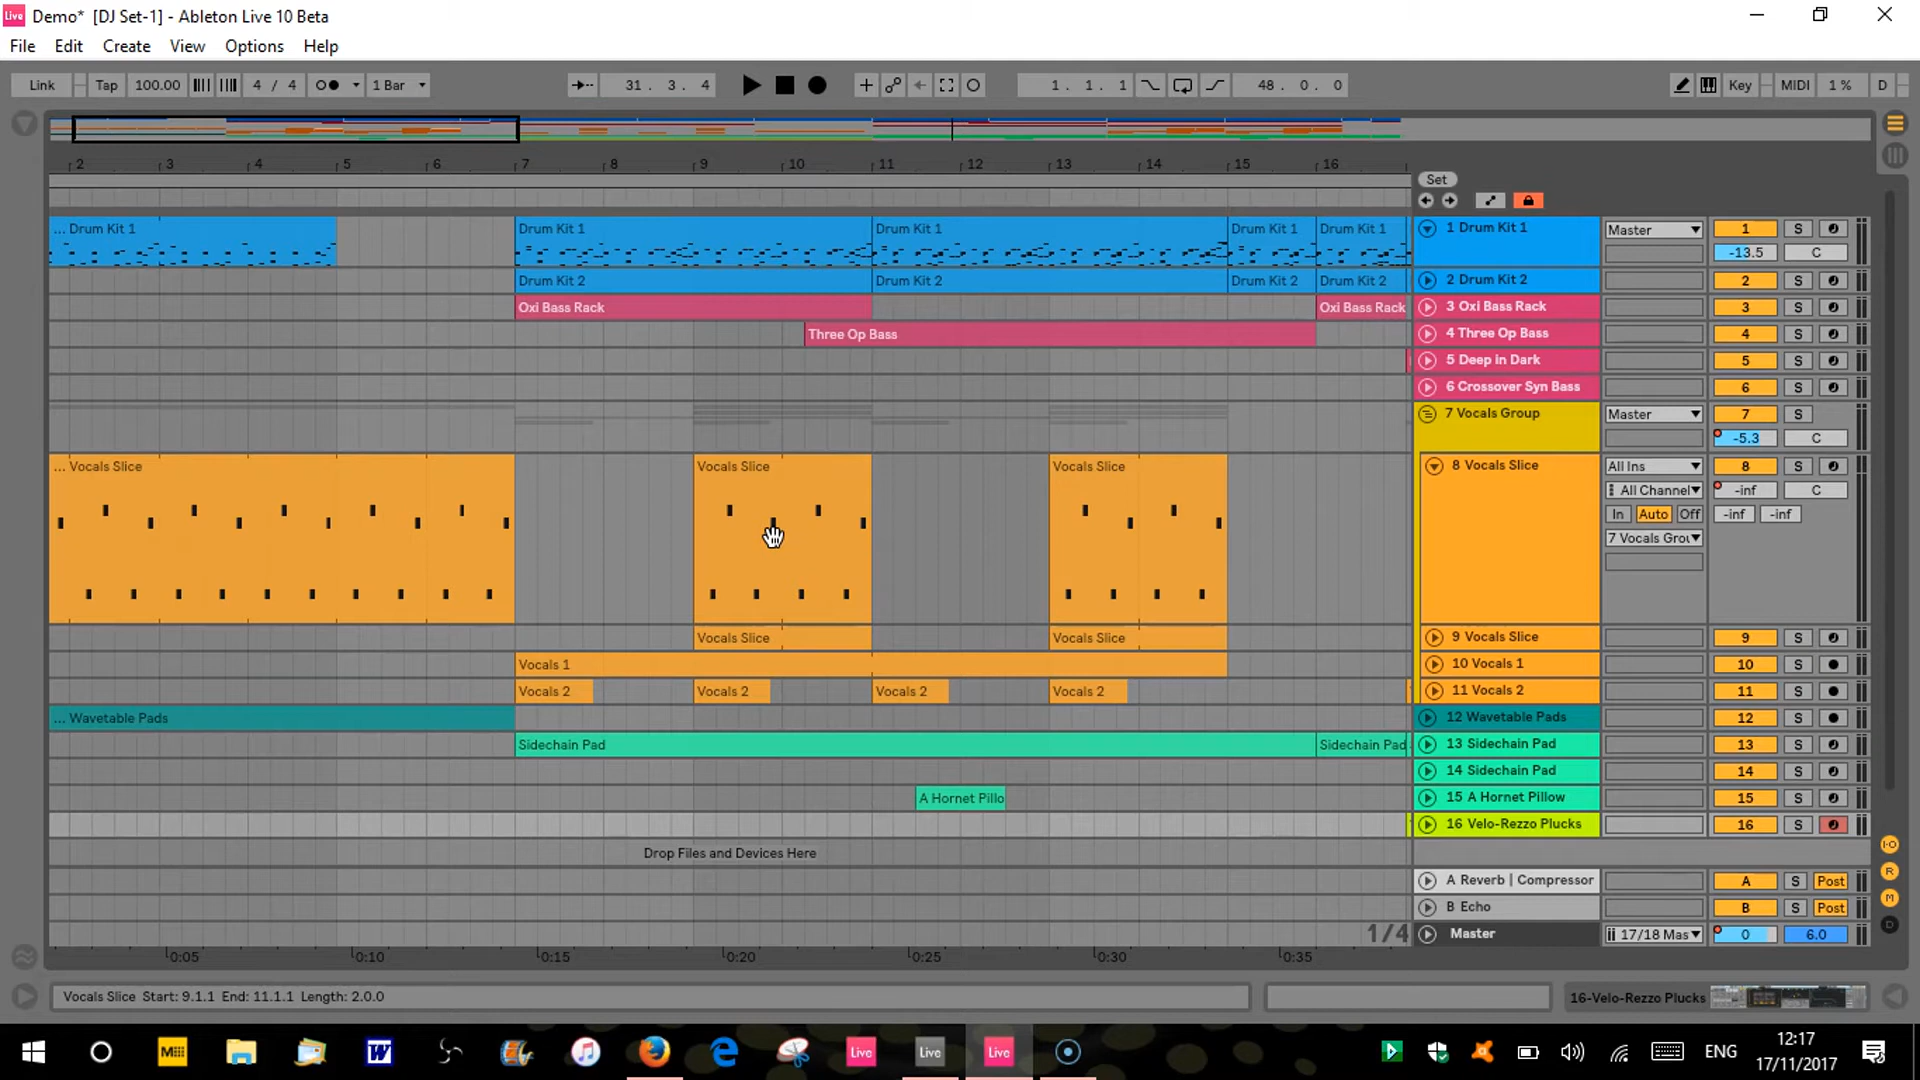 Live Demo* [DJ Set-1] - Ableton Live 10 Beta
File Edit Create View Options Help
Link Tap 100.00 4 / 4 1 Bar 31. 3. 4 1. 1. 1 48. 0. 0 Key MIDI 1 % D
2 3 4 5 6 7 8 9 10 11 12 13 14 15 16
Set
... Drum Kit 1 Drum Kit 1 Drum Kit 1 Drum Kit 1 Drum Kit 1 1 Drum Kit 1 Master 1 S
-13.5 C
Drum Kit 2 Drum Kit 2 Drum Kit 2 Drum Kit 2 2 Drum Kit 2 2 S
Oxi Bass Rack Oxi Bass Rack 3 Oxi Bass Rack 3 S
Three Op Bass 4 Three Op Bass 4 S
5 Deep in Dark 5 S
6 Crossover Syn Bass 6 S
7 Vocals Group Master 7 S
-5.3 C
... Vocals Slice Vocals Slice Vocals Slice 8 Vocals Slice All Ins 8 S
All Channel -inf C
In Auto Off -inf -inf
7 Vocals Grou
Vocals Slice Vocals Slice 9 Vocals Slice 9 S
Vocals 1 10 Vocals 1 10 S
Vocals 2 Vocals 2 Vocals 2 Vocals 2 11 Vocals 2 11 S
... Wavetable Pads 12 Wavetable Pads 12 S
Sidechain Pad Sidechain Pad 13 Sidechain Pad 13 S
14 Sidechain Pad 14 S
A Hornet Pillo 15 A Hornet Pillow 15 S
16 Velo-Rezzo Plucks 16 S
Drop Files and Devices Here
A Reverb | Compressor A S Post
B Echo B S Post
1/4 Master 17/18 Mas 0 6.0
0:05 0:10 0:15 0:20 0:25 0:30 0:35
I·O
R
M
D
Vocals Slice Start: 9.1.1 End: 11.1.1 Length: 2.0.0 16-Velo-Rezzo Plucks
W Live Live Live ENG 12:17
17/11/2017